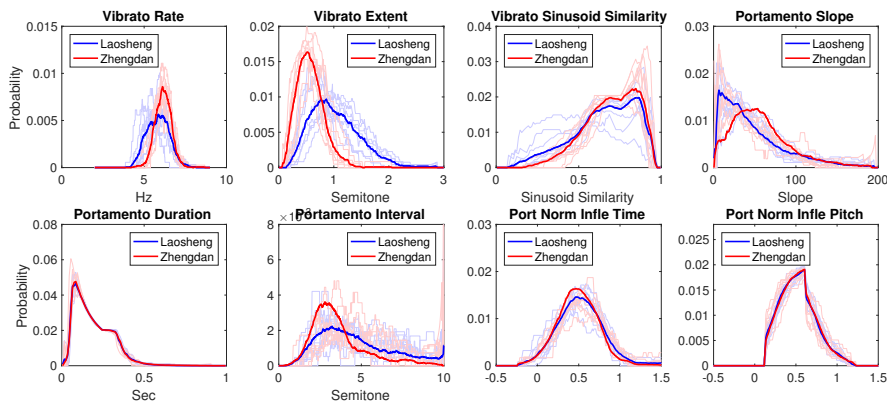 Vibrato Rate
Probability
0.015
0.01
0.005
0
Laosheng
Zhengdan
0 5 10
Hz
Vibrato Extent
0.02
0.015
0.01
0.005
0
Laosheng
Zhengdan
0 1 2 3
Semitone
Vibrato Sinusoid Similarity
0.04
0.03
0.02
0.01
0
Laosheng
Zhengdan
0 0.5 1
Sinusoid Similarity
Portamento Slope
0.03
0.02
0.01
0
Laosheng
Zhengdan
0 100 200
Slope
Portamento Duration
Probability
0.08
0.06
0.04
0.02
0
Laosheng
Zhengdan
0 0.5 1
Sec
Portamento Interval
8
6
4
2
0
Laosheng
Zhengdan
0 5 10
Semitone
Port Norm Infle Time
0.03
0.02
0.01
0
Laosheng
Zhengdan
-0.5 0 0.5 1 1.5
Port Norm Infle Pitch
0.025
0.02
0.015
0.01
0.005
0
Laosheng
Zhengdan
-0.5 0 0.5 1 1.5